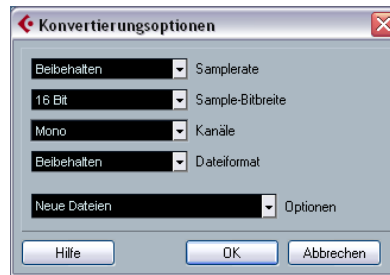 Konvertierungsoptionen
Beibehalten Samplerate
16 Bit Sample-Bitbreite
Mono Kanäle
Beibehalten Dateiformat
Neue Dateien Optionen
Hilfe OK Abbrechen